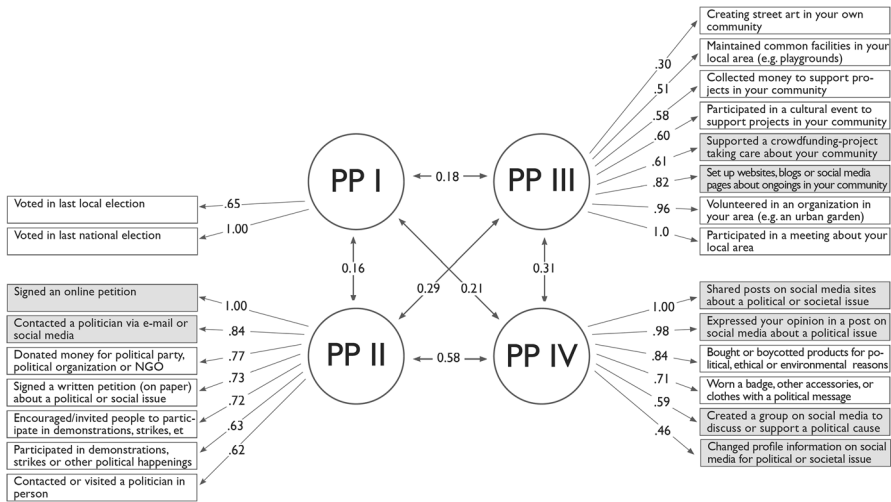 Creating street art in your own
community
Maintained common facilities in your
local area (e.g. playgrounds)
Collected money to support pro-
jects in your community
Participated in a cultural event to
support projects in your community
Supported a crowdfunding-project
taking care about your community
Set up websites, blogs or social media
pages about ongoings in your community
Volunteered in an organization in
your area (e.g. an urban garden)
Participated in a meeting about your
local area
.30
.51
.58
.60
.61
.82
.96
1.0
PP I
0.18
PP III
Voted in last local election
.65
Voted in last national election
1.00
0.16
0.29
0.21
0.31
Signed an online petition
Contacted a politician via e-mail or
social media
Donated money for political party,
political organization or NGO
Signed a written petition (on paper)
about a political or social issue
Encouraged/invited people to partic-
ipate in demonstrations, strikes, et
Participated in demonstrations,
strikes or other political happenings
Contacted or visited a politician in
person
1.00
.84
.77
.73
.72
.63
.62
PP II
0.58
PP IV
1.00
.98
.84
.71
.59
.46
Shared posts on social media sites
about a political or societal issue
Expressed your opinion in a post on
social media about a political issue
Bought or boycotted products for po-
litical, ethical or environmental reasons
Worn a badge, other accessories, or
clothes with a political message
Created a group on social media to
discuss or support a political cause
Changed profile information on social
media for political or societal issue